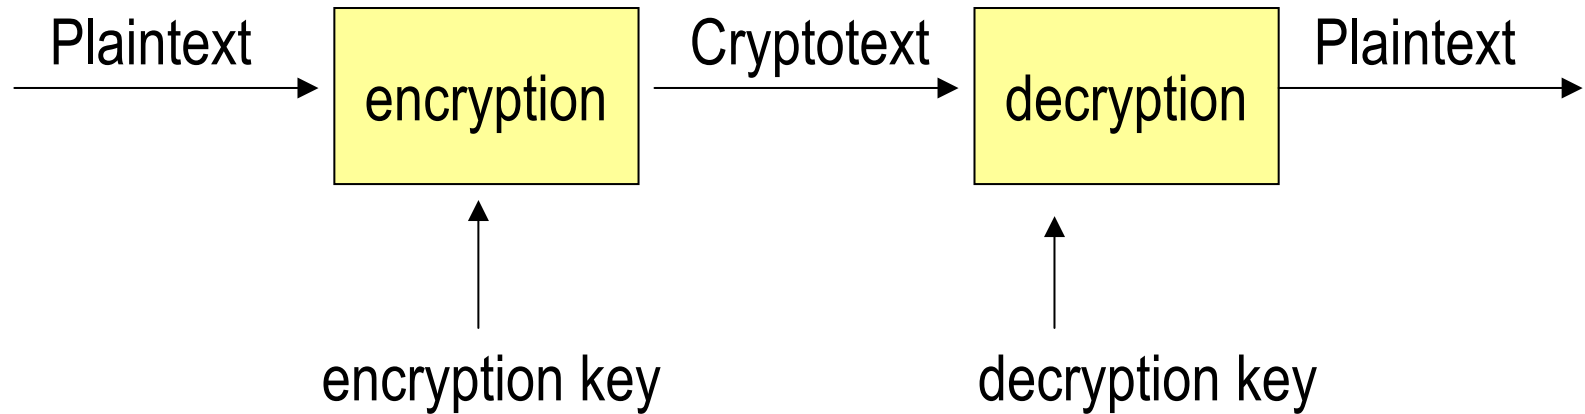 Plaintext
encryption
Cryptotext
decryption
Plaintext
encryption key
decryption key